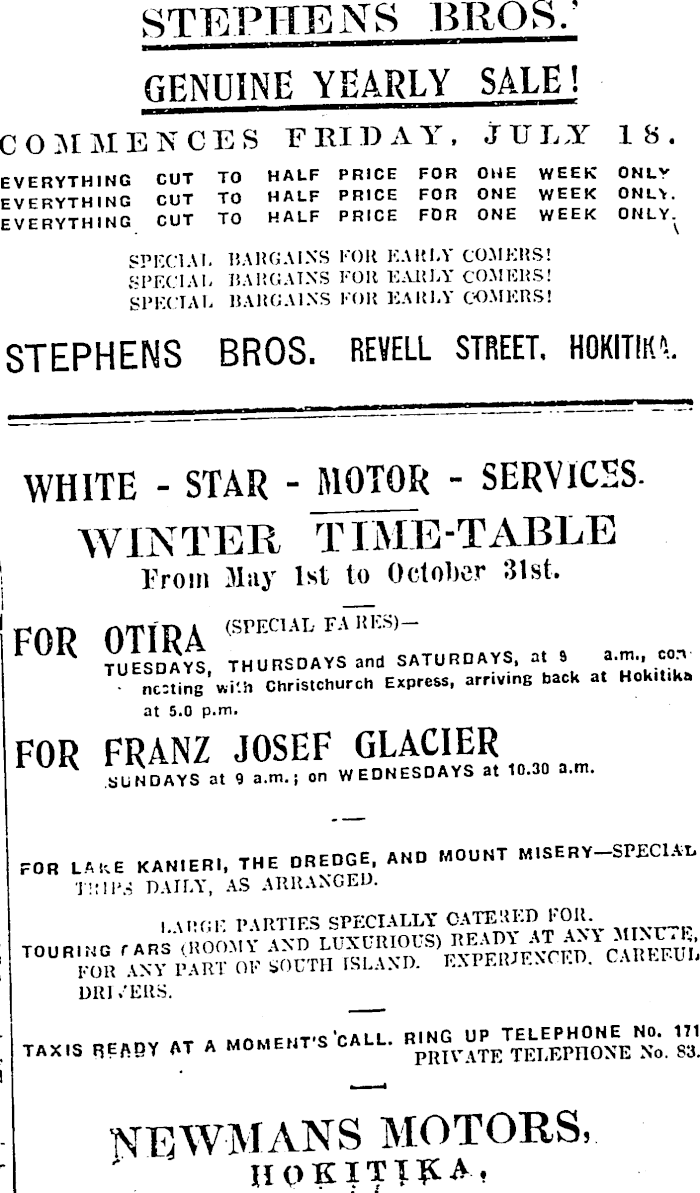 STEPHENS BROS.'
GENUINE YEARLY SALE!
COMMENCES FRIDAY, JULY 18.
EVERYTHING CUT TO HALF PRICE FOR ONE WEEK ONLY
EVERYTHING CUT TO HALF PRICE FOR ONE WEEK ONLY.
EVERYTHING CUT TO HALF PRICE FOR ONE WEEK ONLY.
SPECIAL BARGAINS FOR EARLY COMERS!
SPECIAL BARGAINS FOR EARLY COMERS!
SPECIAL BARGAINS FOR EARLY COMERS!
STEPHENS BROS. REVELL STREET, HOKITIKA.
WHITE - STAR - MOTOR - SERVICES.
WINTER TIME-TABLE
From May 1st to October 31st.
FOR OTIRA (SPECIAL FARES)—
TUESDAYS, THURSDAYS and SATURDAYS, at 9 a.m., con-
necting with Christchurch Express, arriving back at Hokitika
at 5.0 p.m.
FOR FRANZ JOSEF GLACIER
SUNDAYS at 9 a.m.; on WEDNESDAYS at 10.30 a.m.
FOR LAKE KANIERI, THE DREDGE, AND MOUNT MISERY—SPECIAL
TRIPS DAILY, AS ARRANGED.
LARGE PARTIES SPECIALLY CATERED FOR.
TOURING CARS (ROOMY AND LUXURIOUS) READY AT ANY MINUTE,
FOR ANY PART OF SOUTH ISLAND. EXPERIENCED, CAREFUL
DRIVERS.
TAXIS READY AT A MOMENT'S CALL. RING UP TELEPHONE No. 171
PRIVATE TELEPHONE No. 83.
NEWMANS MOTORS,
HOKITIKA.